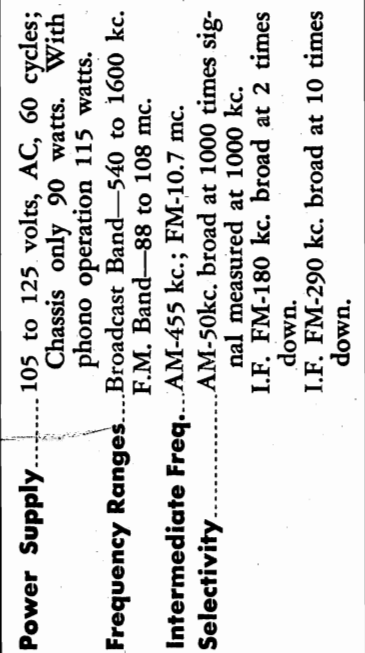 Power Supply........105 to 125 volts, AC, 60 cycles;
Chassis only 90 watts. With
phono operation 115 watts.
Frequency Ranges...Broadcast Band—540 to 1600 kc.
F.M. Band—88 to 108 mc.
Intermediate Freq...AM-455 kc.; FM-10.7 mc.
Selectivity...............AM-50kc. broad at 1000 times sig-
nal measured at 1000 kc.
I.F. FM-180 kc. broad at 2 times
down.
I.F. FM-290 kc. broad at 10 times
down.